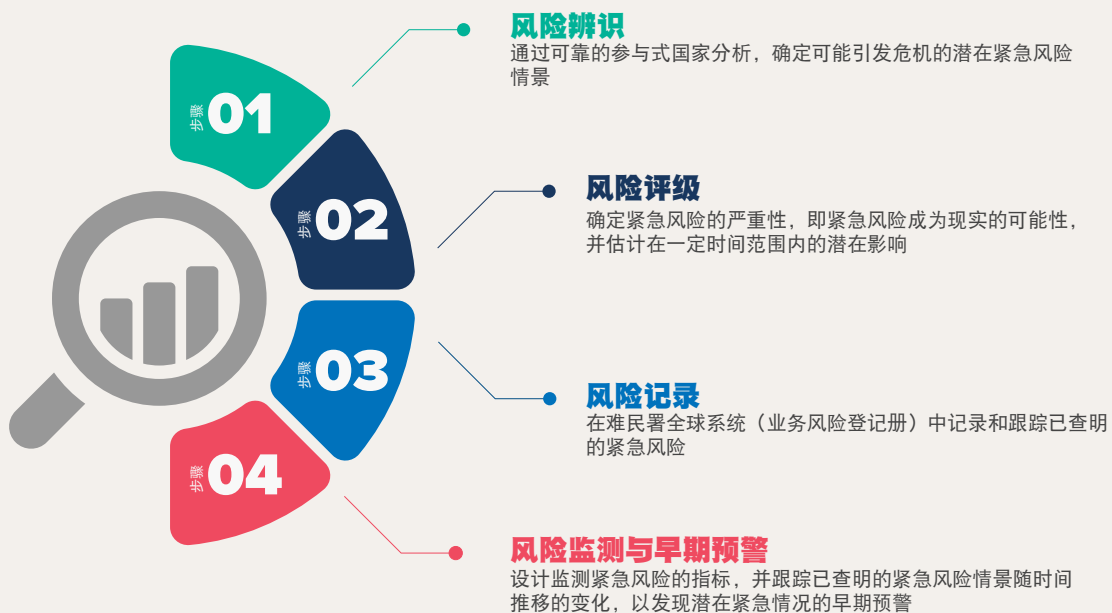 步骤 01
风险辨识
通过可靠的参与式国家分析，确定可能引发危机的潜在紧急风险
情景
步骤 02
风险评级
确定紧急风险的严重性，即紧急风险成为现实的可能性，
并估计在一定时间范围内的潜在影响
步骤 03
风险记录
在难民署全球系统（业务风险登记册）中记录和跟踪已查明
的紧急风险
步骤 04
风险监测与早期预警
设计监测紧急风险的指标，并跟踪已查明的紧急风险情景随时间
推移的变化，以发现潜在紧急情况的早期预警